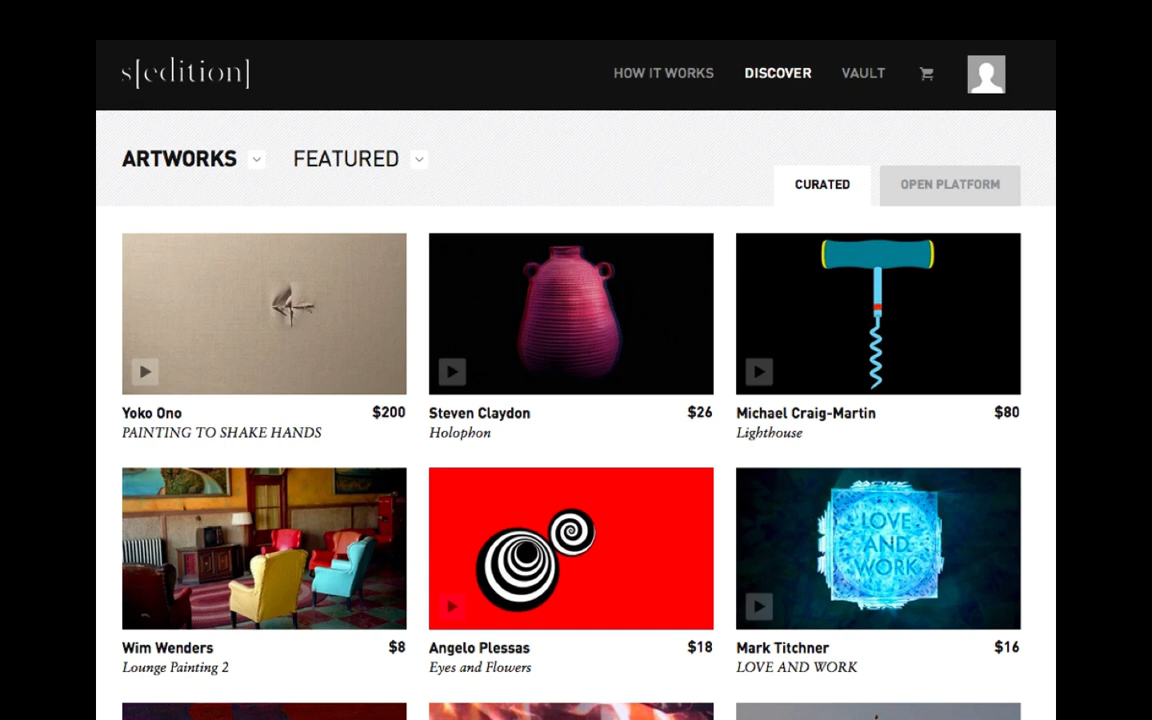 s[edition]
HOW IT WORKS DISCOVER VAULT
ARTWORKS FEATURED
CURATED OPEN PLATFORM
Yoko Ono $200
PAINTING TO SHAKE HANDS
Steven Claydon $26
Holophon
Michael Craig-Martin $80
Lighthouse
LOVE
AND
WORK
Wim Wenders $8
Lounge Painting 2
Angelo Plessas $18
Eyes and Flowers
Mark Titchner $16
LOVE AND WORK